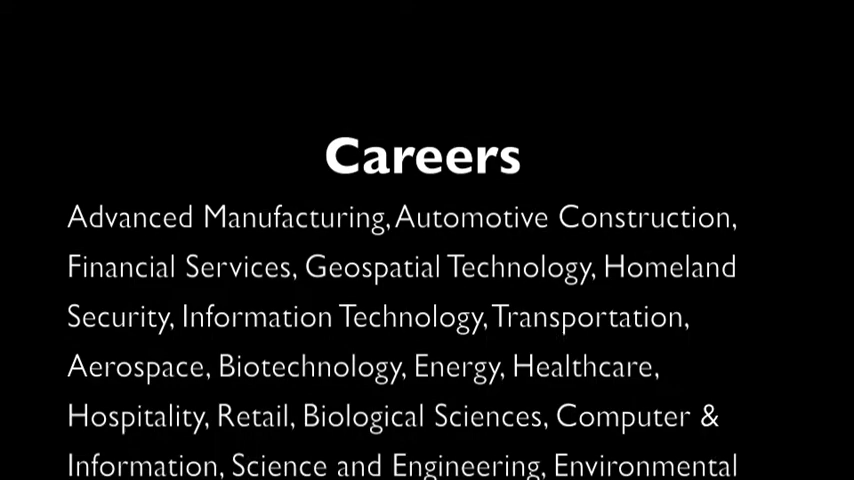 Careers
Advanced Manufacturing, Automotive Construction,
Financial Services, Geospatial Technology, Homeland
Security, Information Technology, Transportation,
Aerospace, Biotechnology, Energy, Healthcare,
Hospitality, Retail, Biological Sciences, Computer &
Information, Science and Engineering, Environmental